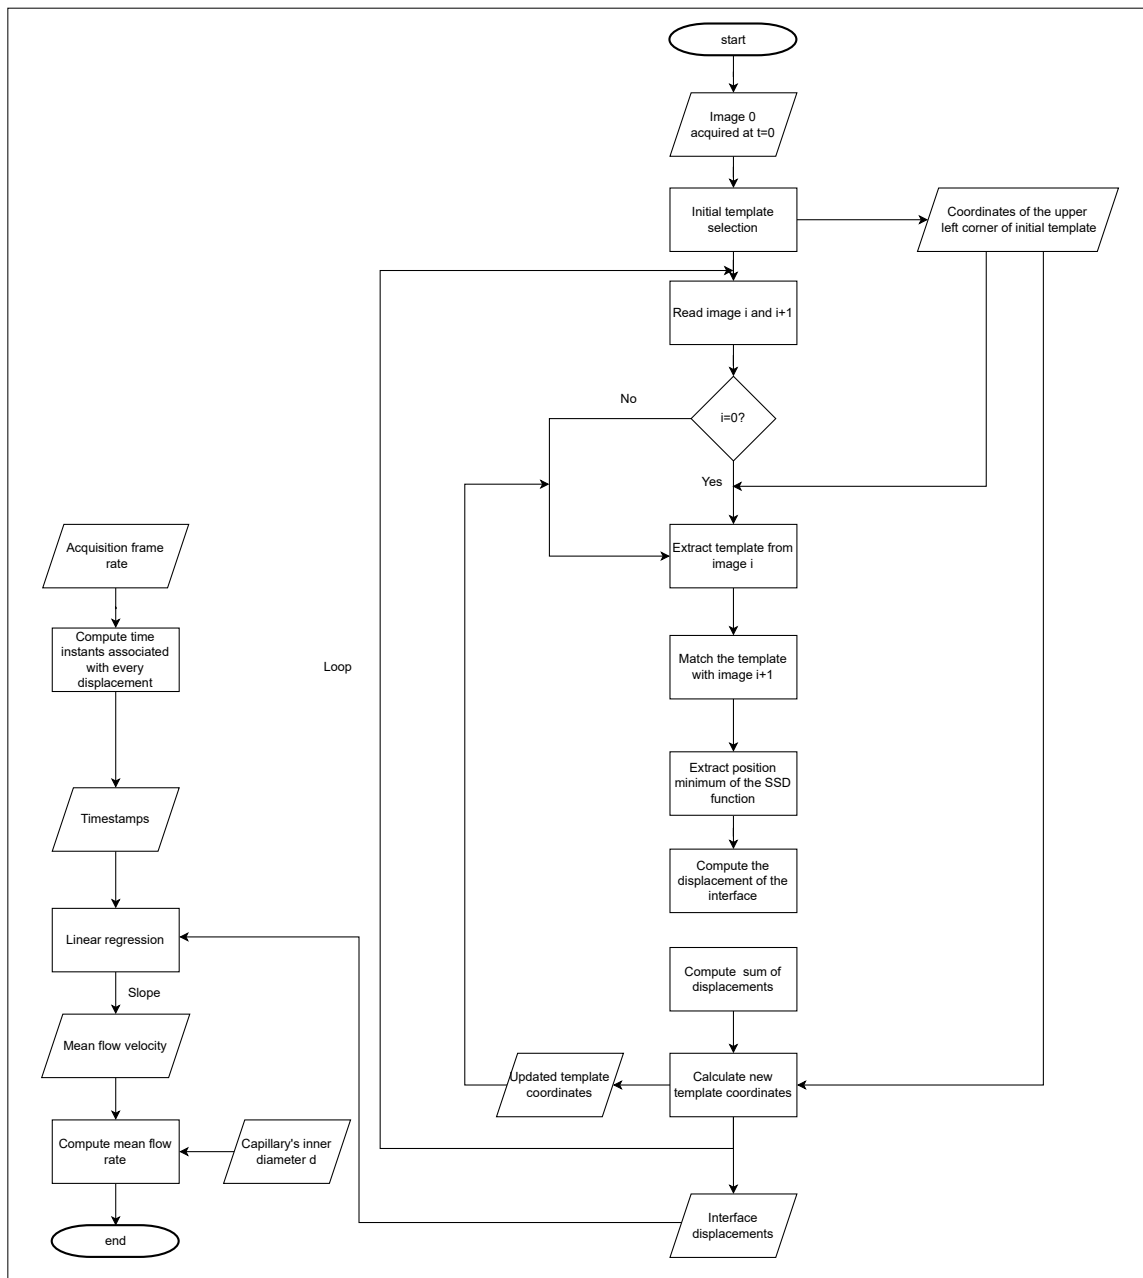 start
Image 0
acquired at t=0
Initial template
selection
Coordinates of the upper
left corner of initial template
Read image i and i+1
No
i=0?
Yes
Extract template from
image i
Acquisition frame
rate
Compute time
instants associated
with every
displacement
Loop
Match the template
with image i+1
Extract position
minimum of the SSD
function
Timestamps
Compute the
displacement of the
interface
Linear regression
Compute  sum of
displacements
Slope
Mean flow velocity
Updated template
coordinates
Calculate new
template coordinates
Compute mean flow
rate
Capillary's inner
diameter d
Interface
displacements
end